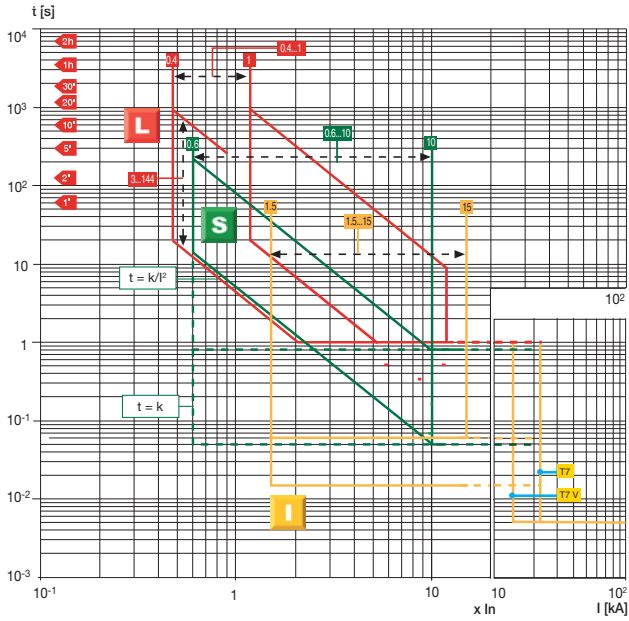 t [s]
10⁴
2h
0.4
1
0.4...1
1h
30'
20'
10³
L
10'
0.6
0.6...10
10
5'
3...144
2'
10²
1'
1.5
15
S
1.5...15
10
t = k/I²
10²
1
t = k
10⁻¹
T7
T7 V
10⁻²
I
10⁻³
10⁻¹
1
10
10
10²
x In
I [kA]